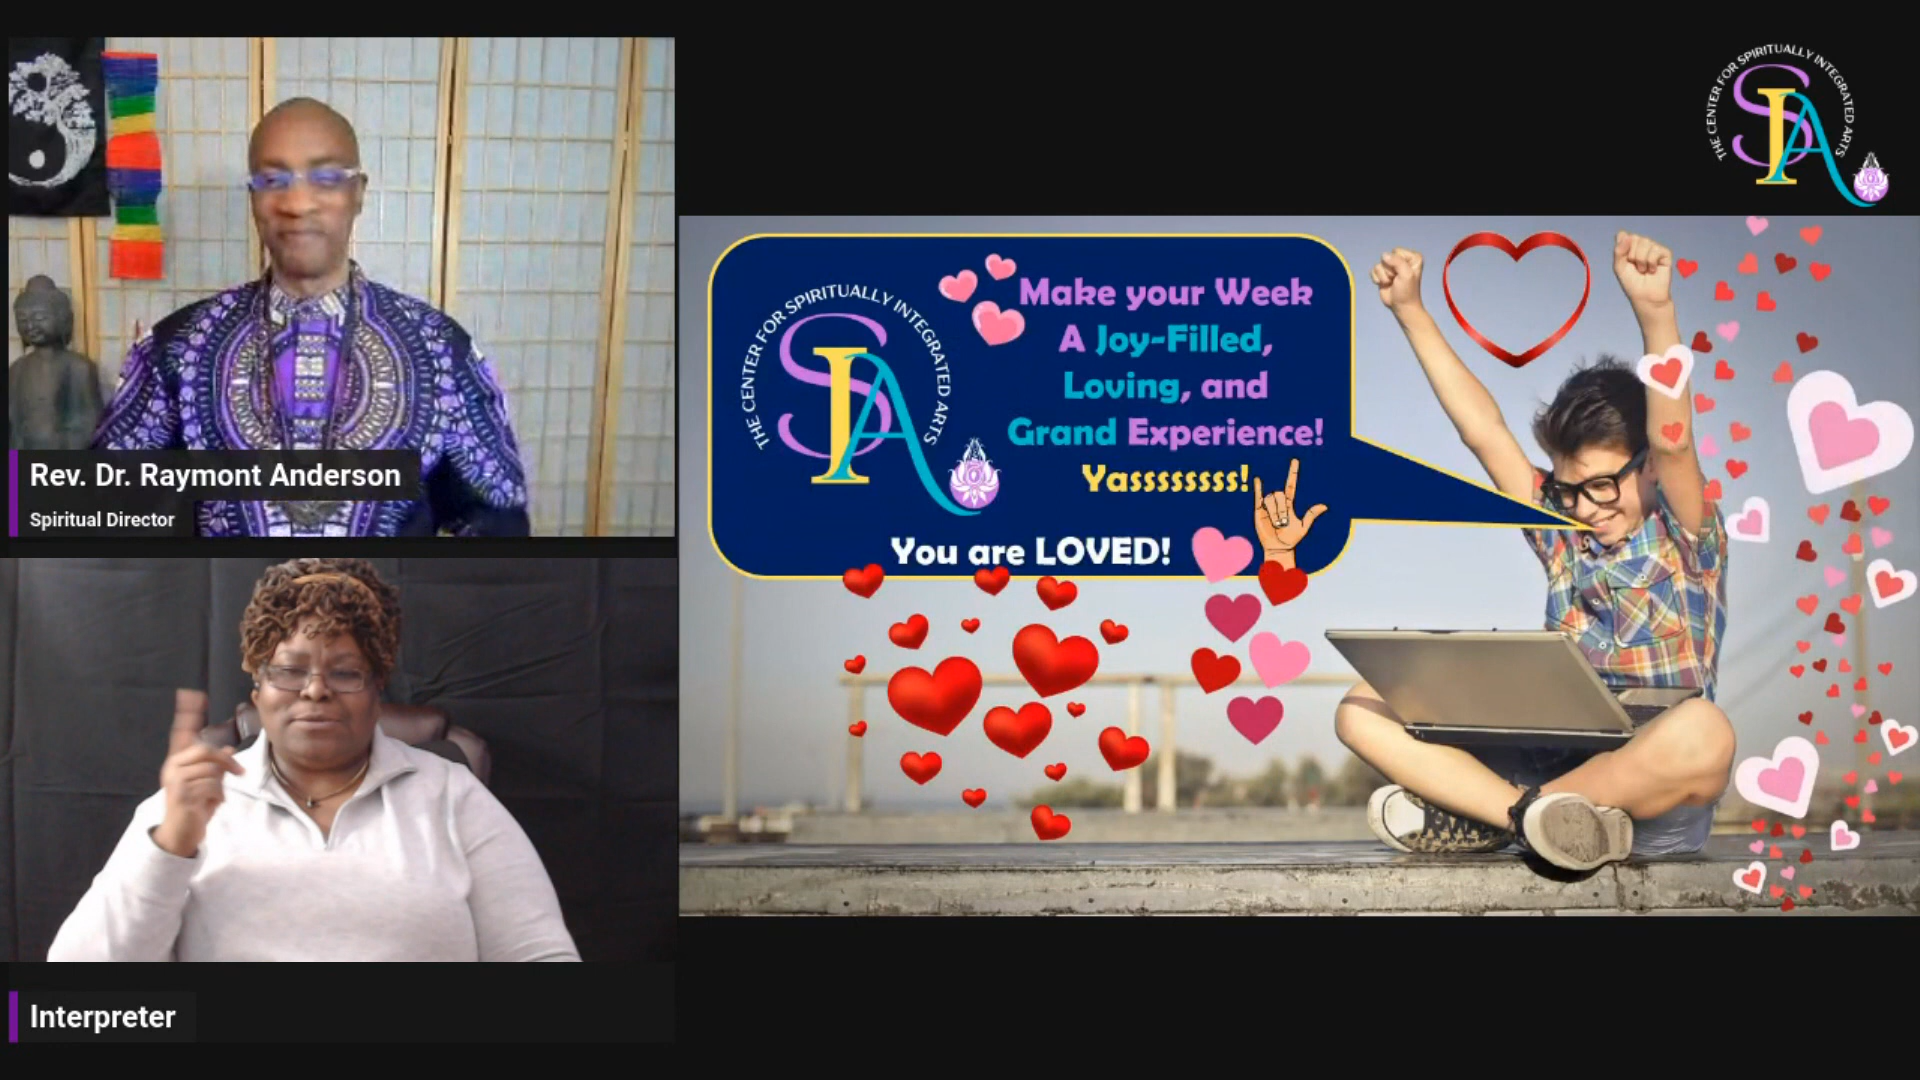 Rev. Dr. Raymont Anderson
Spiritual Director
Interpreter
THE CENTER FOR SPIRITUALLY INTEGRATED ARTS
SIA
THE CENTER FOR SPIRITUALLY INTEGRATED ARTS
SIA
Make your Week
A Joy-Filled,
Loving, and
Grand Experience!
Yassssssss!
You are LOVED!